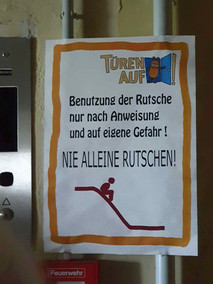 TÜREN
AUF!
Benutzung der Rutsche
nur nach Anweisung
und auf eigene Gefahr !
NIE ALLEINE RUTSCHEN!
Feuerwehr